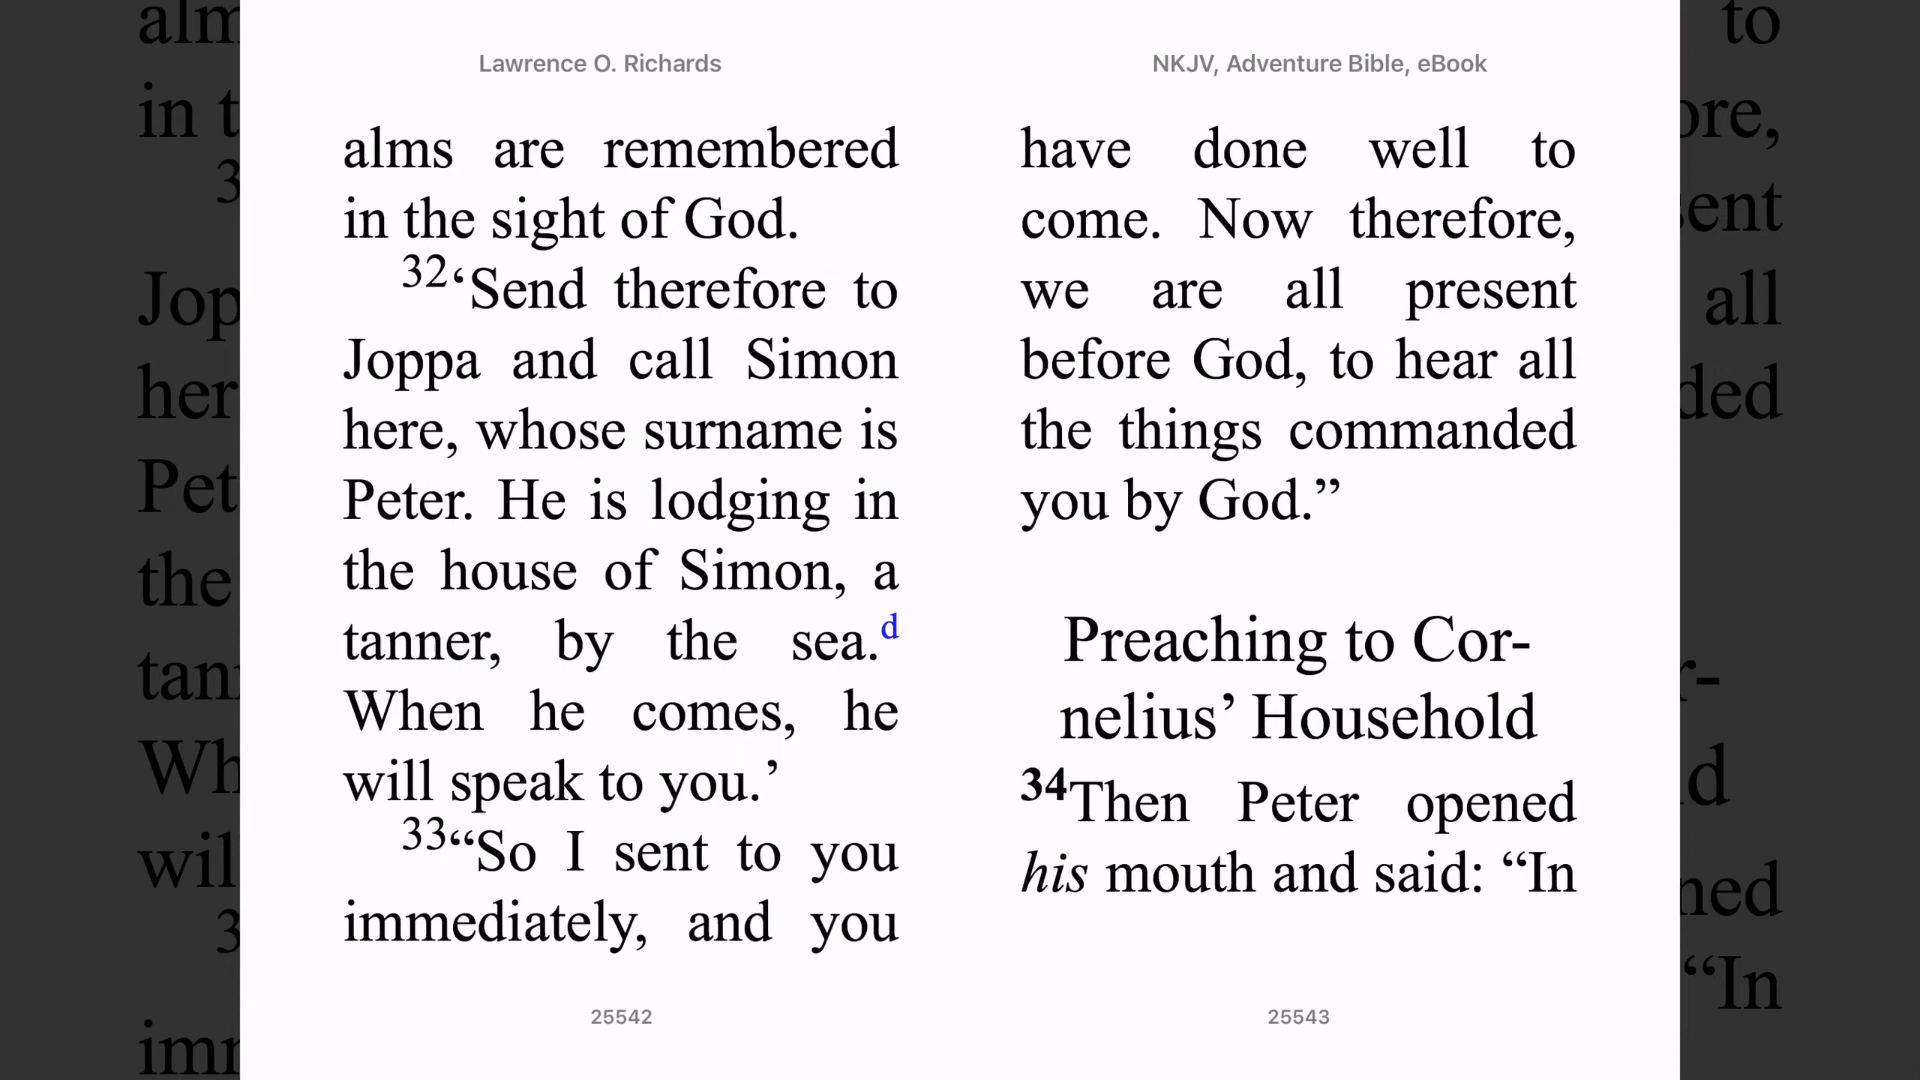 Lawrence O. Richards
alms are remembered
in the sight of God.
32‘Send therefore to
Joppa and call Simon
here, whose surname is
Peter. He is lodging in
the house of Simon, a
tanner, by the sea.d
When he comes, he
will speak to you.’
33“So I sent to you
immediately, and you
25542
NKJV, Adventure Bible, eBook
have done well to
come. Now therefore,
we are all present
before God, to hear all
the things commanded
you by God.”
Preaching to Cor-
nelius’ Household
34Then Peter opened
his mouth and said: “In
25543